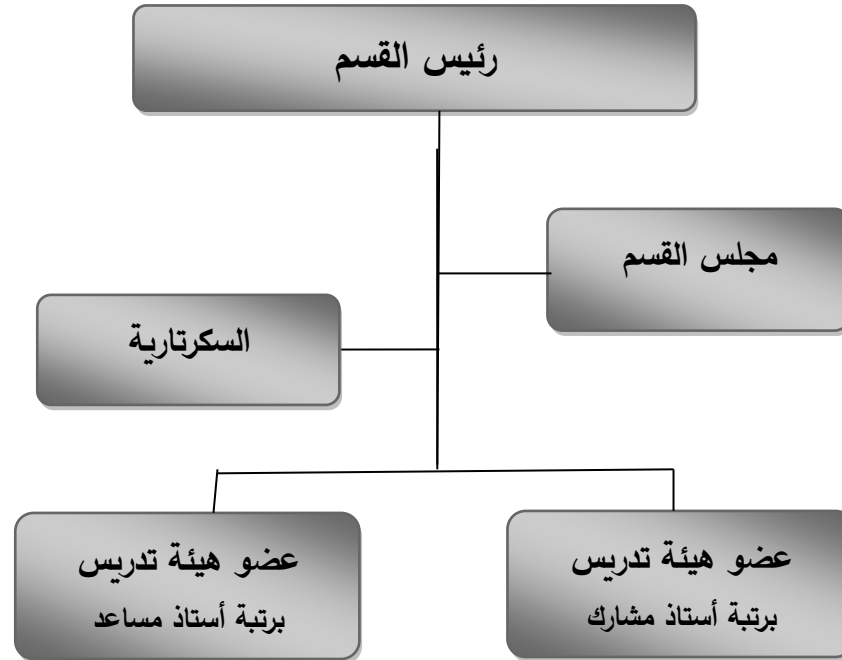 رئيس القسم
مجلس القسم
السكرتارية
عضو هيئة تدريس
برتبة أستاذ مشارك
عضو هيئة تدريس
برتبة أستاذ مساعد